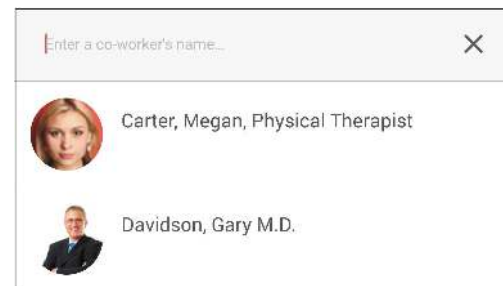 Enter a co-worker's name...
Carter, Megan, Physical Therapist
Davidson, Gary M.D.